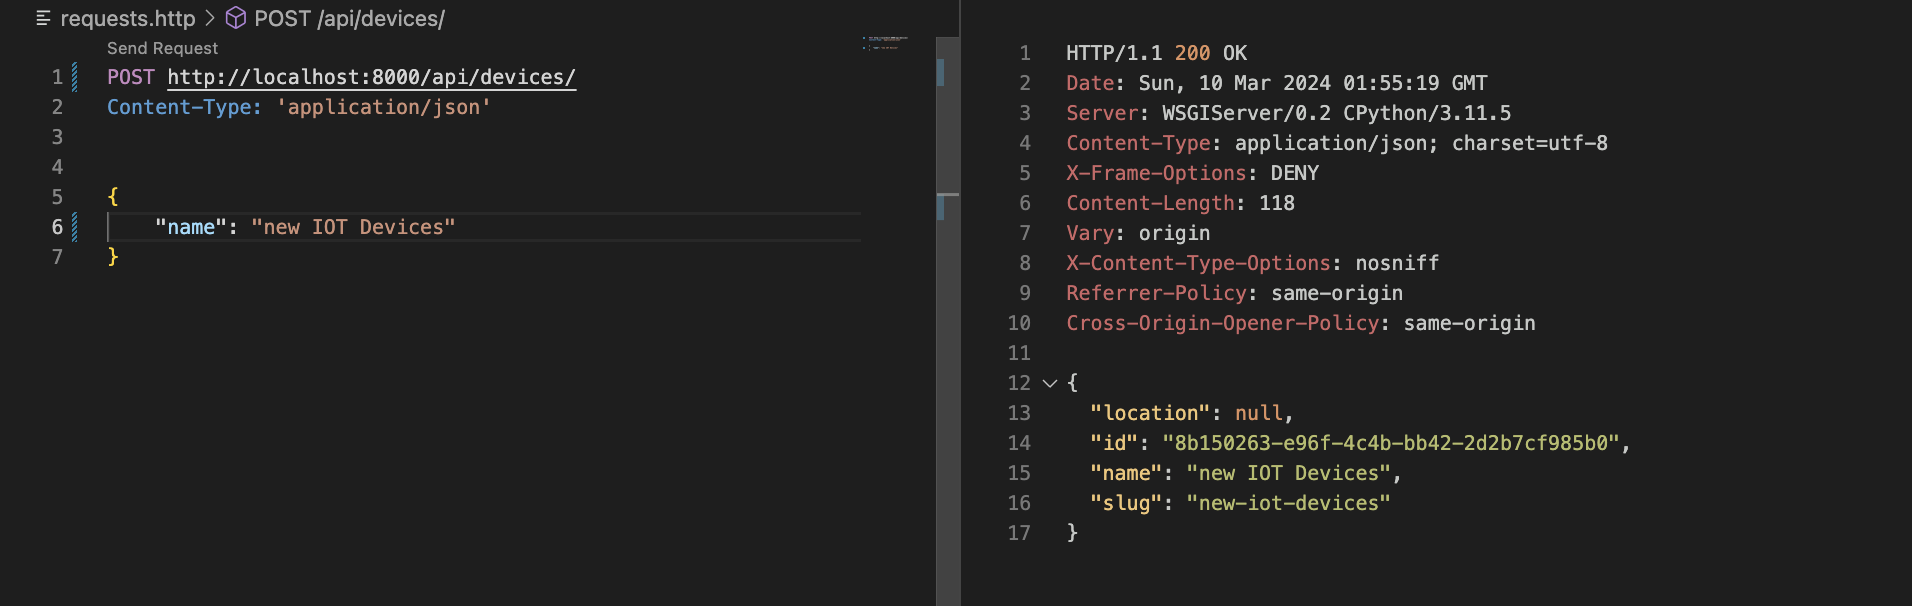 requests.http > POST /api/devices/
Send Request
1 POST http://localhost:8000/api/devices/
2 Content-Type: 'application/json'
3
4
5 {
6 "name": "new IOT Devices"
7 }
1 HTTP/1.1 200 OK
2 Date: Sun, 10 Mar 2024 01:55:19 GMT
3 Server: WSGIServer/0.2 CPython/3.11.5
4 Content-Type: application/json; charset=utf-8
5 X-Frame-Options: DENY
6 Content-Length: 118
7 Vary: origin
8 X-Content-Type-Options: nosniff
9 Referrer-Policy: same-origin
10 Cross-Origin-Opener-Policy: same-origin
11
12 {
13 "location": null,
14 "id": "8b150263-e96f-4c4b-bb42-2d2b7cf985b0",
15 "name": "new IOT Devices",
16 "slug": "new-iot-devices"
17 }